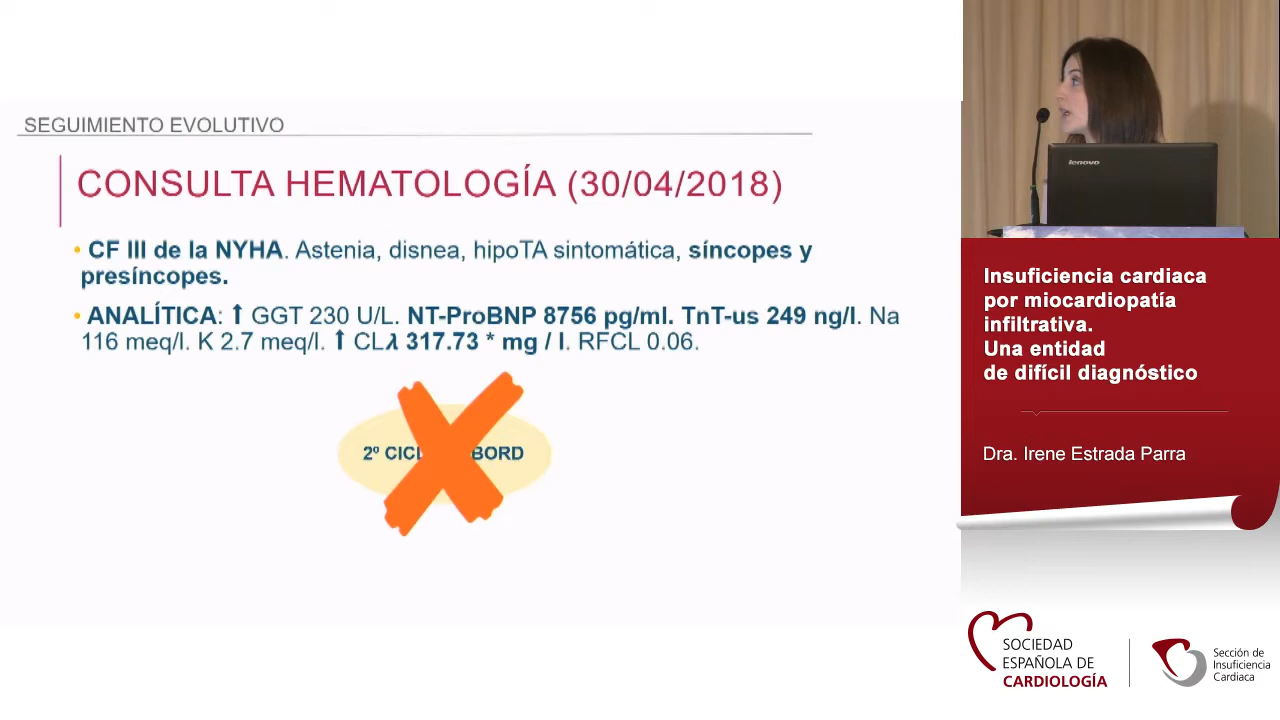 SEGUIMIENTO EVOLUTIVO
CONSULTA HEMATOLOGÍA (30/04/2018)
• CF III de la NYHA. Astenia, disnea, hipoTA sintomática, síncopes y
presíncopes.
• ANALÍTICA: ⬆ GGT 230 U/L. NT-ProBNP 8756 pg/ml. TnT-us 249 ng/l. Na
116 meq/l. K 2.7 meq/l. ⬆ CLλ 317.73 * mg / l. RFCL 0.06.
2º BORD
lenovo
Insuficiencia cardiaca
por miocardiopatía
infiltrativa.
Una entidad
de difícil diagnóstico
Dra. Irene Estrada Parra
SOCIEDAD
ESPAÑOLA DE
CARDIOLOGÍA
Sección de
Insuficiencia
Cardiaca